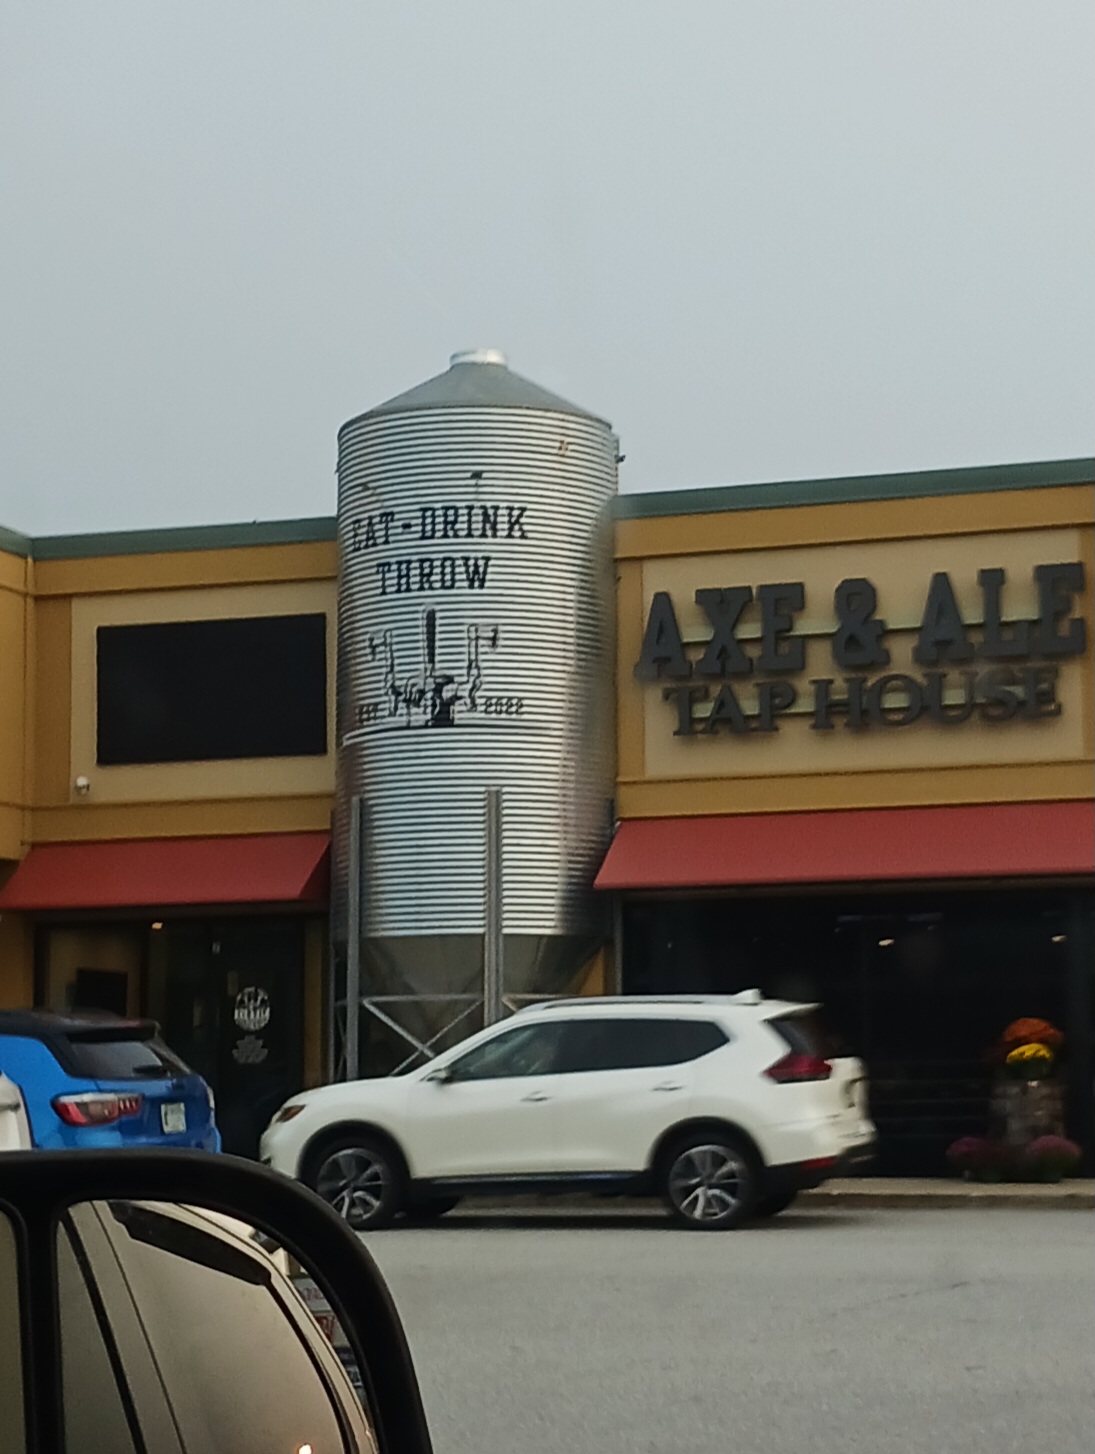 EAT-DRINK
THROW
EST 2022
AXE & ALE
TAP HOUSE